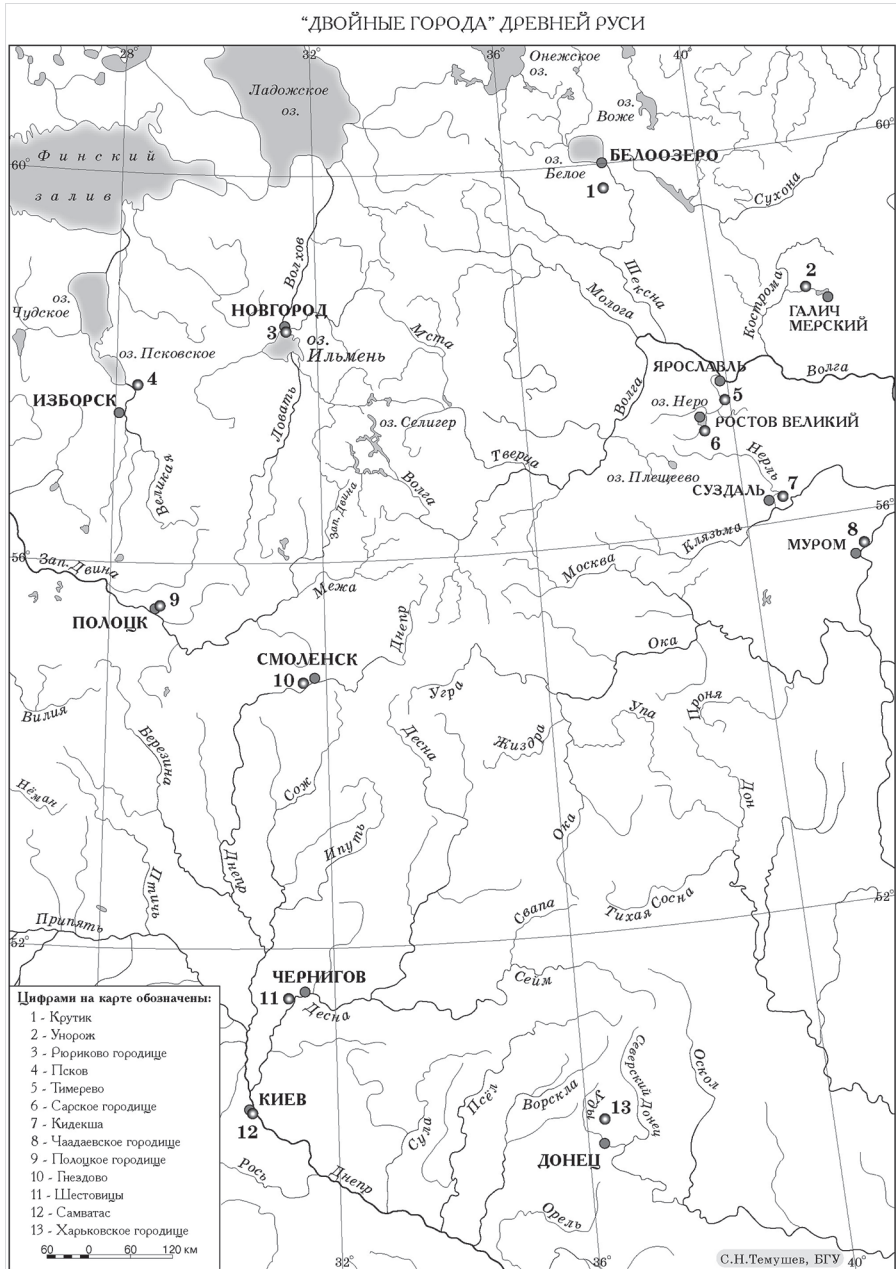 "ДВОЙНЫЕ ГОРОДА" ДРЕВНЕЙ РУСИ
28°
32°
36°
40°
Онежское
оз.
Ладожское
оз.
оз.
Воже
60°
Финский
залив
60°
БЕЛООЗЕРО
оз.
Белое
1
Сухона
Волхов
Шексна
2
оз.
Чудское
Молога
Кострома
ГАЛИЧ
МЕРСКИЙ
НОВГОРОД
3
оз.
Ильмень
Мста
оз. Псковское
4
ЯРОСЛАВЛЬ
Волга
ИЗБОРСК
Ловать
Волга
оз. Неро
5
оз. Селигер
РОСТОВ ВЕЛИКИЙ
6
Великая
Тверца
Нерль
оз. Плещеево
Зап. Двина
Волга
СУЗДАЛЬ
7
56°
Клязьма
8
МУРОМ
56°
Зап. Двина
Москва
Межа
9
ПОЛОЦК
Днепр
Ока
СМОЛЕНСК
10
Угра
Проня
Вилия
Упа
Березина
Десна
Жиздра
Нёман
Сож
Дон
Ока
Ипуть
Днепр
Птичь
52°
Свапа
Тихая Сосна
Припять
52°
ЧЕРНИГОВ
Сейм
11
Десна
Цифрами на карте обозначены:
1 - Крутик
2 - Унорож
3 - Рюриково городище
4 - Псков
5 - Тимерево
6 - Сарское городище
7 - Кидекша
8 - Чаадаевское городище
9 - Полоцкое городище
10 - Гнездово
11 - Шестовицы
12 - Самватас
13 - Харьковское городище
60 0 60 120 км
Северский Донец
Оскол
Псёл
Ворскла
Уды
13
КИЕВ
12
Сула
ДОНЕЦ
Рось
Днепр
Орель
32°
36°
40°
С.Н.Темушев, БГУ